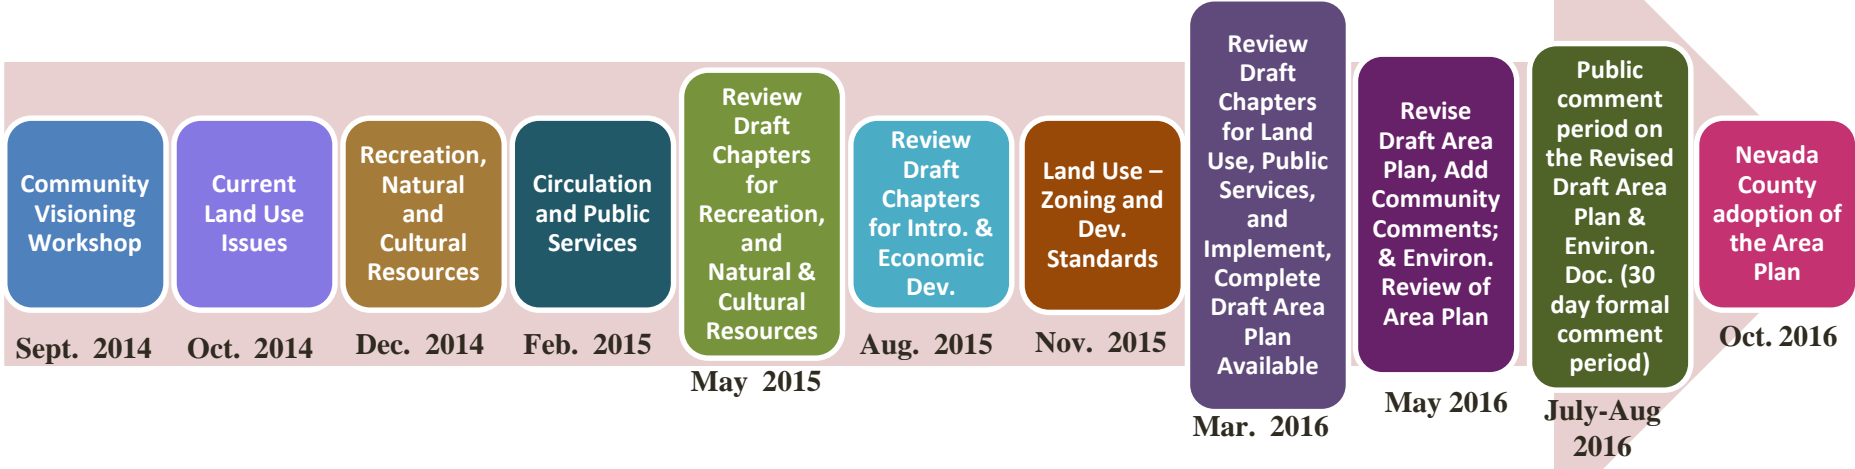 Community
Visioning
Workshop
Sept. 2014
Current
Land Use
Issues
Oct. 2014
Recreation,
Natural
and
Cultural
Resources
Dec. 2014
Circulation
and Public
Services
Feb. 2015
Review
Draft
Chapters
for
Recreation,
and
Natural &
Cultural
Resources
May 2015
Review
Draft
Chapters
for Intro. &
Economic
Dev.
Aug. 2015
Land Use –
Zoning and
Dev.
Standards
Nov. 2015
Review
Draft
Chapters
for Land
Use, Public
Services,
and
Implement,
Complete
Draft Area
Plan
Available
Mar. 2016
Revise
Draft Area
Plan, Add
Community
Comments;
& Environ.
Review of
Area Plan
May 2016
Public
comment
period on
the Revised
Draft Area
Plan &
Environ.
Doc. (30
day formal
comment
period)
July-Aug
2016
Nevada
County
adoption of
the Area
Plan
Oct. 2016